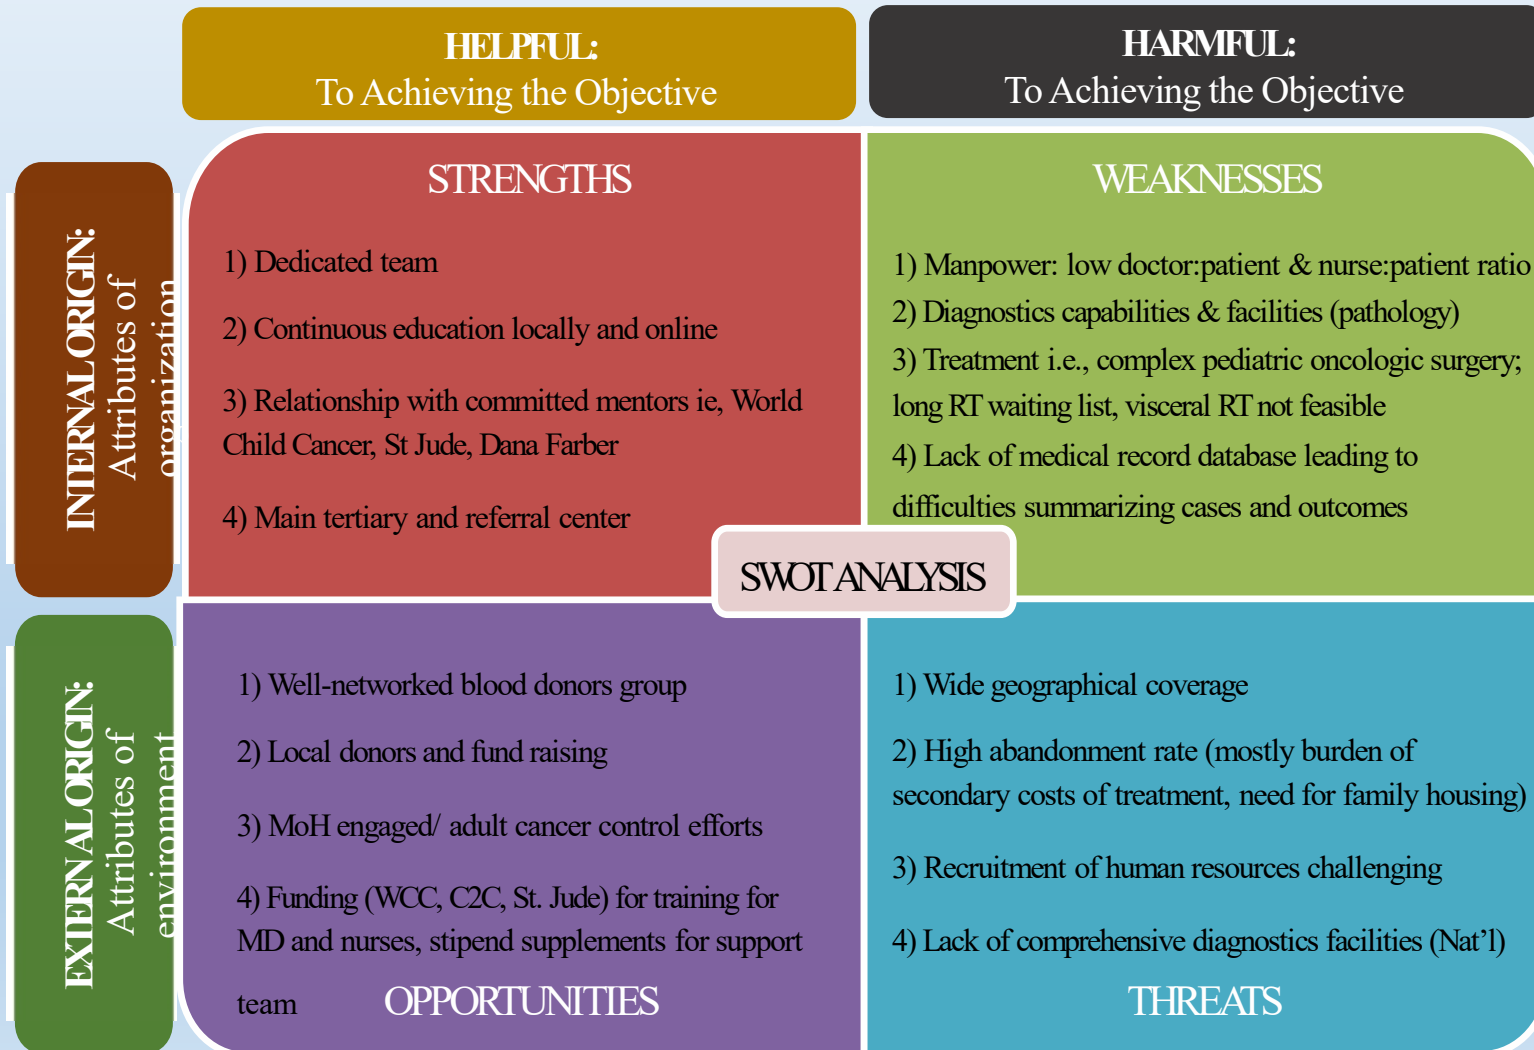 HELPFUL:
To Achieving the Objective
HARMFUL:
To Achieving the Objective
INTERNAL ORIGIN:
Attributes of
organization
STRENGTHS
1) Dedicated team
2) Continuous education locally and online
3) Relationship with committed mentors ie, World
Child Cancer, St Jude, Dana Farber
4) Main tertiary and referral center
WEAKNESSES
1) Manpower: low doctor:patient & nurse:patient ratio
2) Diagnostics capabilities & facilities (pathology)
3) Treatment i.e., complex pediatric oncologic surgery;
long RT waiting list, visceral RT not feasible
4) Lack of medical record database leading to
difficulties summarizing cases and outcomes
SWOT ANALYSIS
EXTERNAL ORIGIN:
Attributes of
environment
1) Well-networked blood donors group
2) Local donors and fund raising
3) MoH engaged/ adult cancer control efforts
4) Funding (WCC, C2C, St. Jude) for training for
MD and nurses, stipend supplements for support
team
OPPORTUNITIES
1) Wide geographical coverage
2) High abandonment rate (mostly burden of
secondary costs of treatment, need for family housing)
3) Recruitment of human resources challenging
4) Lack of comprehensive diagnostics facilities (Nat’l)
THREATS